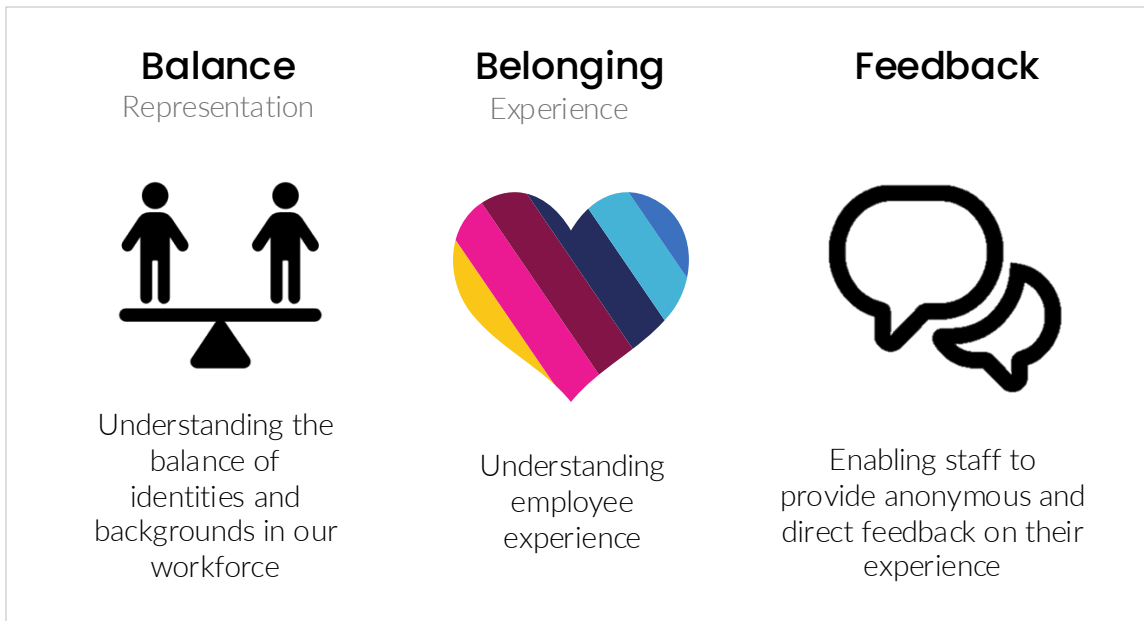 Balance
Representation
Understanding the
balance of
identities and
backgrounds in our
workforce
Belonging
Experience
Understanding
employee
experience
Feedback
Enabling staff to
provide anonymous and
direct feedback on their
experience